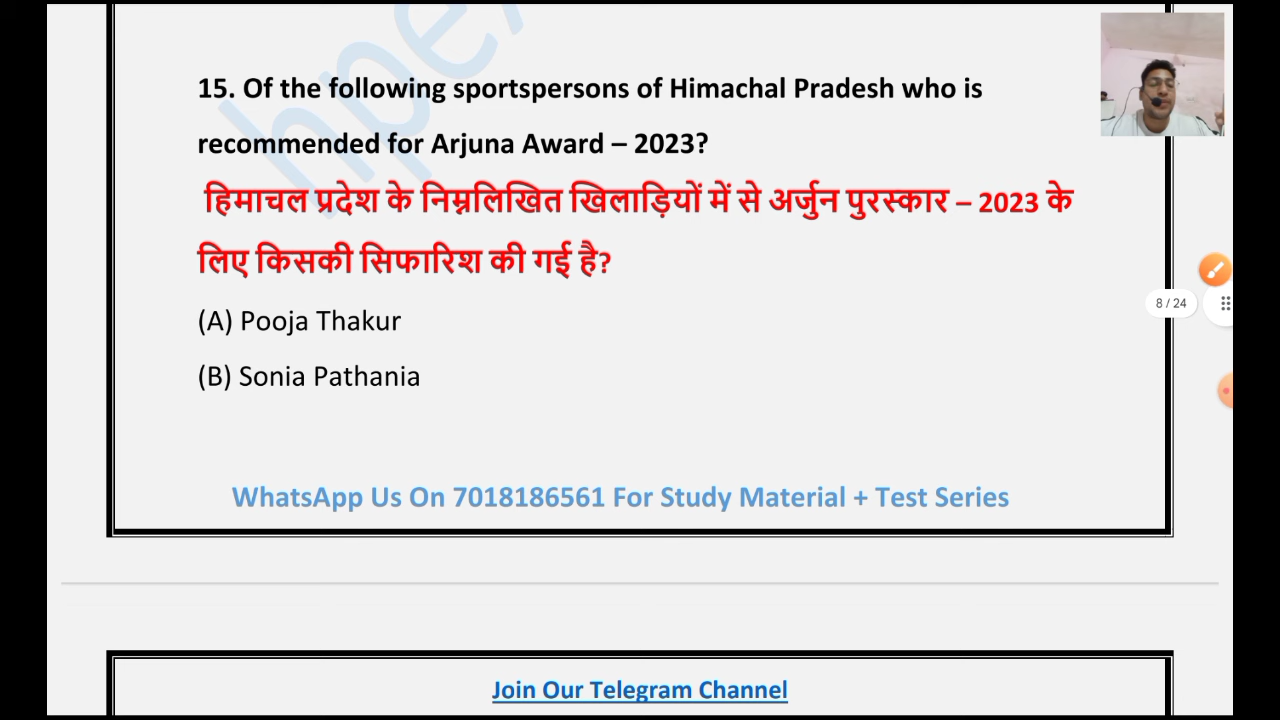 15. Of the following sportspersons of Himachal Pradesh who is
recommended for Arjuna Award – 2023?
हिमाचल प्रदेश के निम्नलिखित खिलाड़ियों में से अर्जुन पुरस्कार – 2023 के
लिए किसकी सिफारिश की गई है?
(A) Pooja Thakur
8 / 24
(B) Sonia Pathania
WhatsApp Us On 7018186561 For Study Material + Test Series
Join Our Telegram Channel